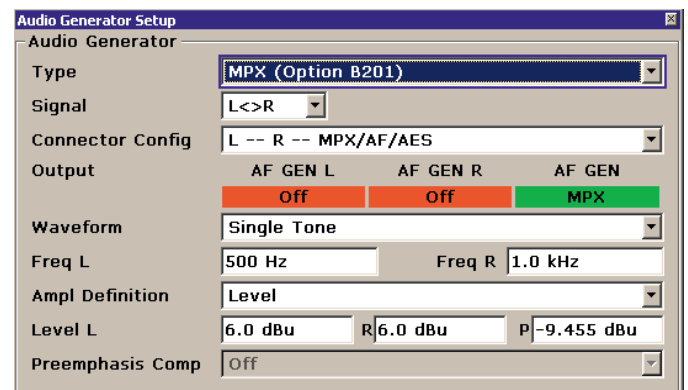 Audio Generator Setup
Audio Generator
Type MPX (Option B201)
Signal L<>R
Connector Config L -- R -- MPX/AF/AES
Output AF GEN L AF GEN R AF GEN
Off Off MPX
Waveform Single Tone
Freq L 500 Hz Freq R 1.0 kHz
Ampl Definition Level
Level L 6.0 dBu R 6.0 dBu P -9.455 dBu
Preemphasis Comp Off